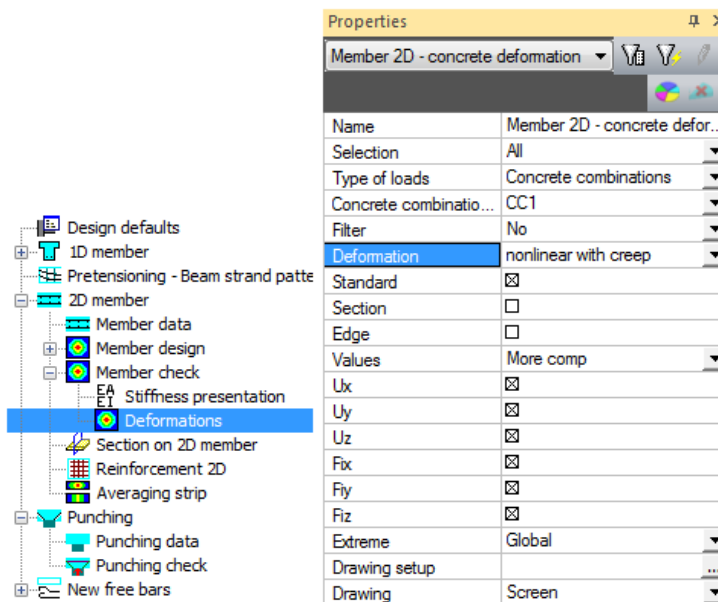 Design defaults
1D member
Pretensioning - Beam strand patte
2D member
Member data
Member design
Member check
EA
EI Stiffness presentation
Deformations
Section on 2D member
Reinforcement 2D
Averaging strip
Punching
Punching data
Punching check
New free bars
Properties
Member 2D - concrete deformation
Name Member 2D - concrete defor...
Selection All
Type of loads Concrete combinations
Concrete combinatio... CC1
Filter No
Deformation nonlinear with creep
Standard
Section
Edge
Values More comp
Ux
Uy
Uz
Fix
Fiy
Fiz
Extreme Global
Drawing setup ...
Drawing Screen